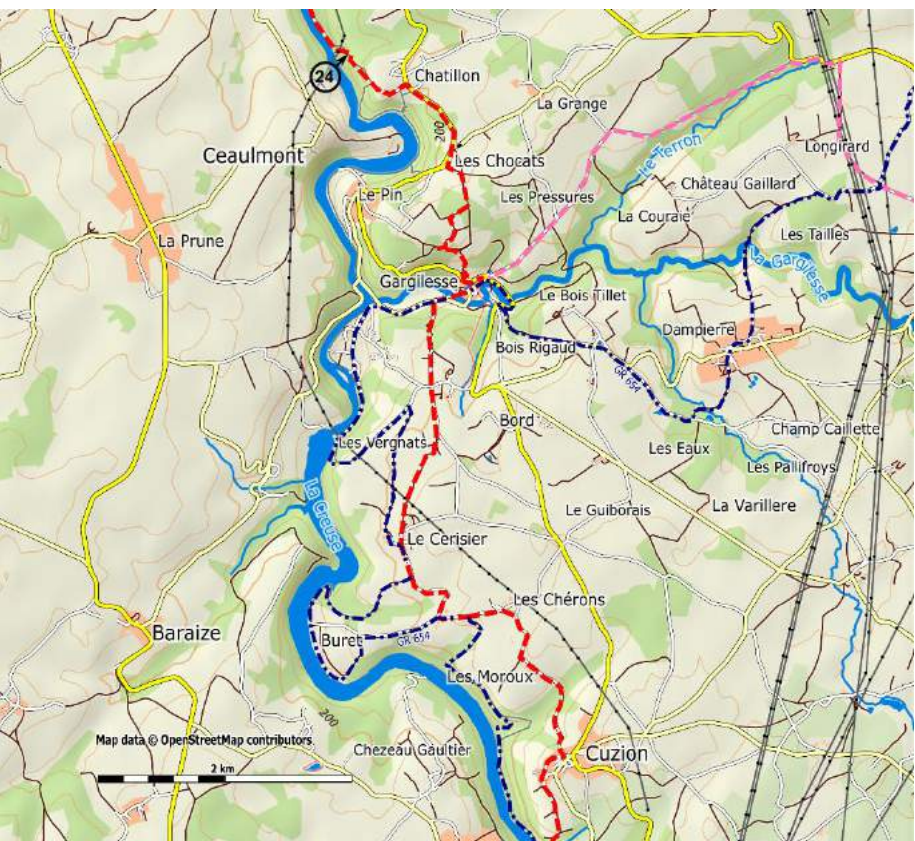 24
Chatillon
La Grange
200
Ceaulmont
Les Chocats
Le Terron
Longirard
Le Pin
Les Pressures
Château Gaillard
La Couraie
La Prune
Les Tailles
La Gargilesse
Gargilesse
Le Bois Tillet
Dampierre
Bois Rigaud
GR 654
Bord
Champ Caillette
Les Vergnats
Les Eaux
Les Pallifroys
La Creuse
Le Guiborais
La Varillere
Le Cerisier
Les Chérons
Baraize
Buret
GR 654
Les Moroux
200
Map data © OpenStreetMap contributors
Chezeau Gaultier
Cuzion
2 km